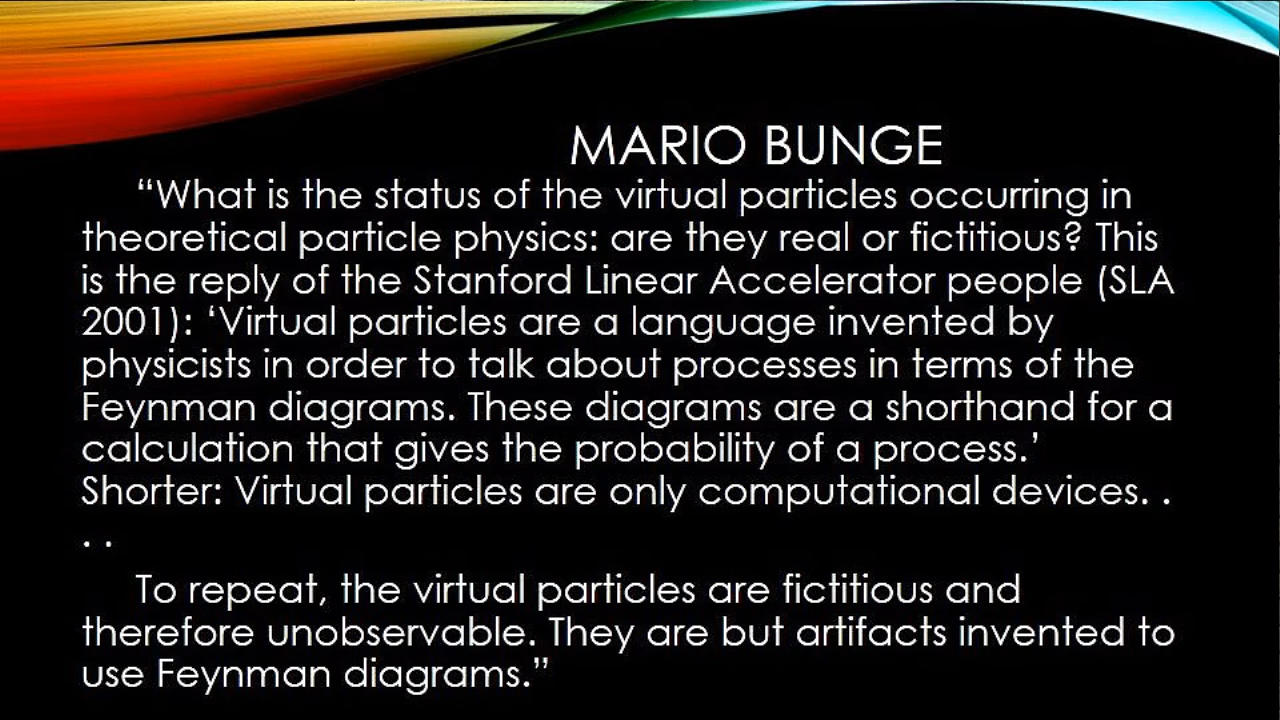 MARIO BUNGE
“What is the status of the virtual particles occurring in
theoretical particle physics: are they real or fictitious? This
is the reply of the Stanford Linear Accelerator people (SLA
2001): ‘Virtual particles are a language invented by
physicists in order to talk about processes in terms of the
Feynman diagrams. These diagrams are a shorthand for a
calculation that gives the probability of a process.’
Shorter: Virtual particles are only computational devices. .
. .
To repeat, the virtual particles are fictitious and
therefore unobservable. They are but artifacts invented to
use Feynman diagrams.”